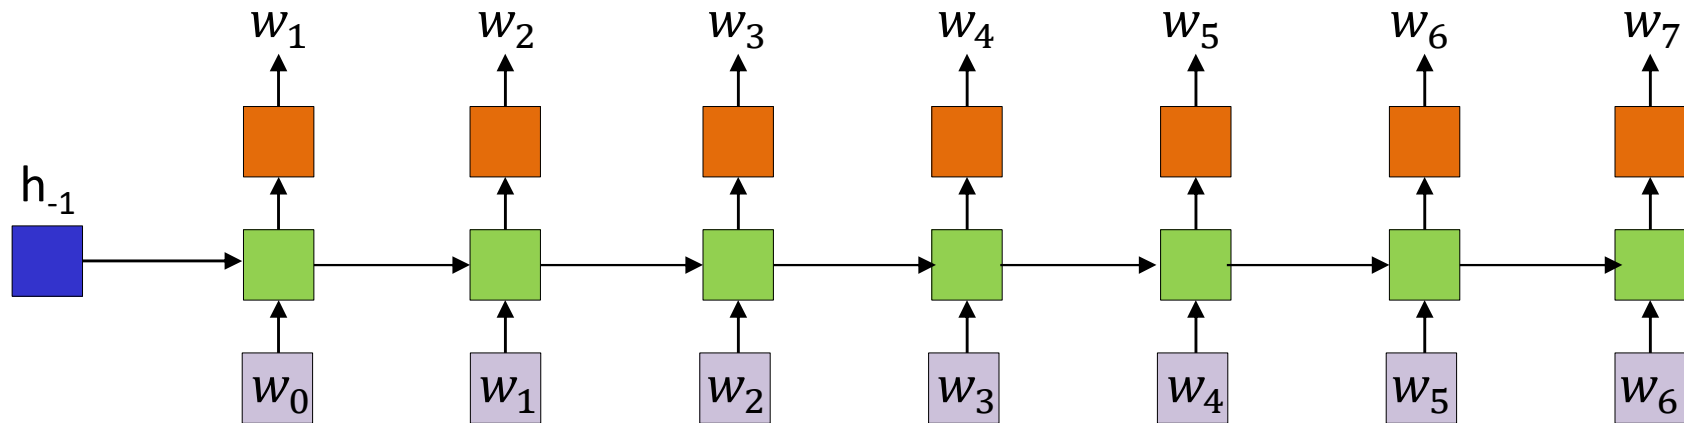 w₁ w₂ w₃ w₄ w₅ w₆ w₇
h₋₁
w₀ w₁ w₂ w₃ w₄ w₅ w₆